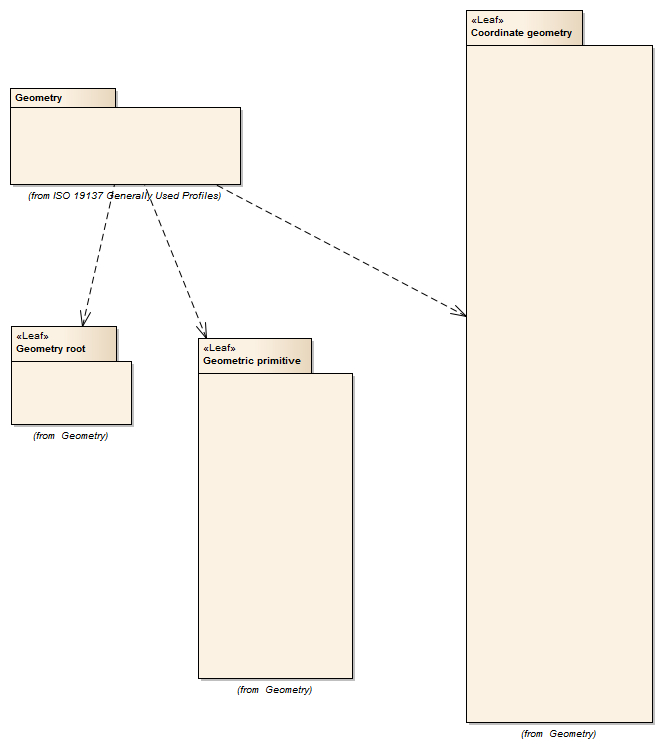 «Leaf»
Coordinate geometry
Geometry
(from ISO 19137 Generally Used Profiles)
«Leaf»
Geometry root
(from Geometry)
«Leaf»
Geometric primitive
(from Geometry)
(from Geometry)